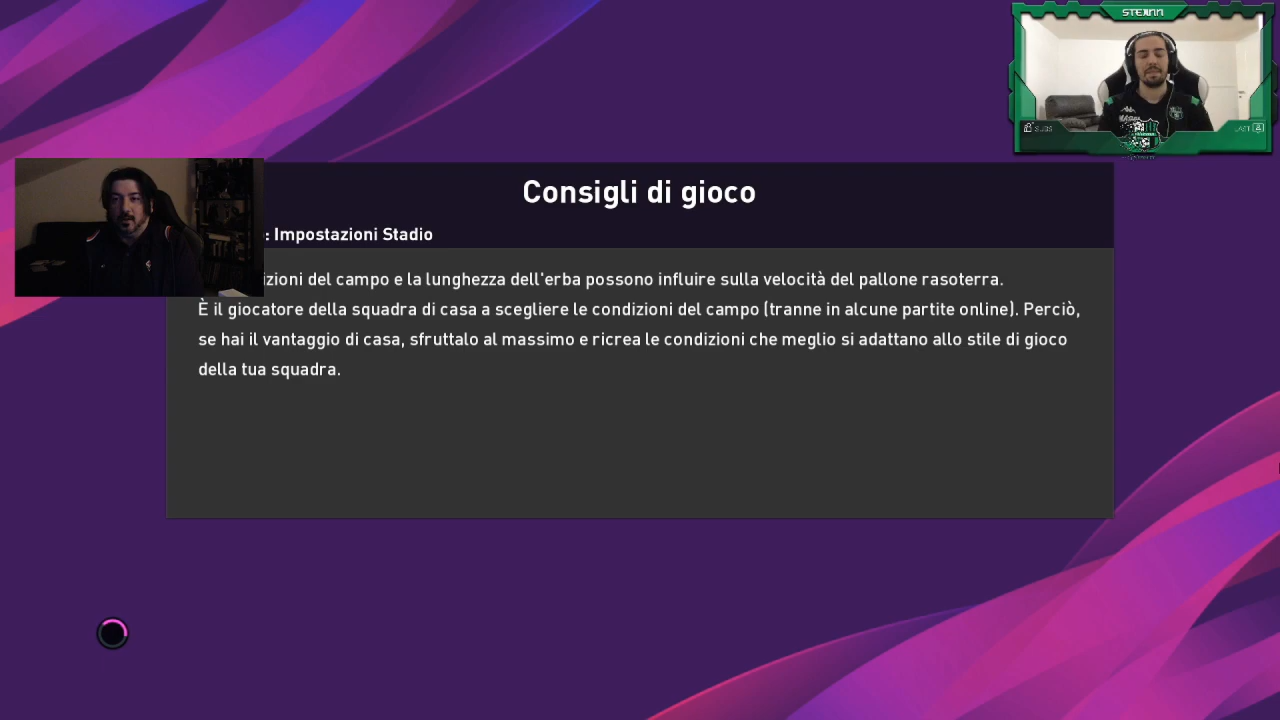 STEMNN
SUBS
LAST
Consigli di gioco
: Impostazioni Stadio
izioni del campo e la lunghezza dell'erba possono influire sulla velocità del pallone rasoterra.
È il giocatore della squadra di casa a scegliere le condizioni del campo (tranne in alcune partite online). Perciò,
se hai il vantaggio di casa, sfruttalo al massimo e ricrea le condizioni che meglio si adattano allo stile di gioco
della tua squadra.